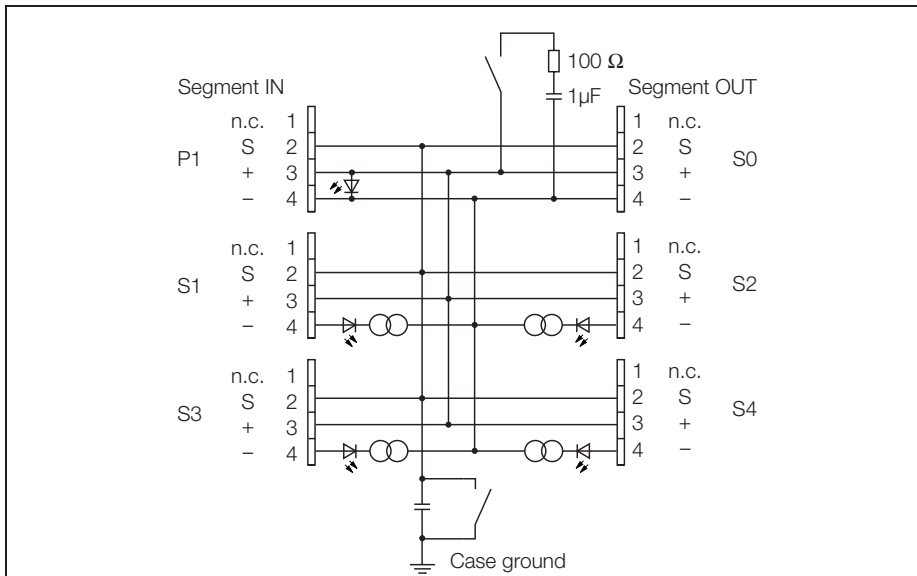 100 Ω
1µF
Segment IN
Segment OUT
P1
n.c. 1
S 2
+ 3
– 4
1 n.c.
2 S
3 +
4 –
S0
S1
n.c. 1
S 2
+ 3
– 4
1 n.c.
2 S
3 +
4 –
S2
S3
n.c. 1
S 2
+ 3
– 4
1 n.c.
2 S
3 +
4 –
S4
Case ground